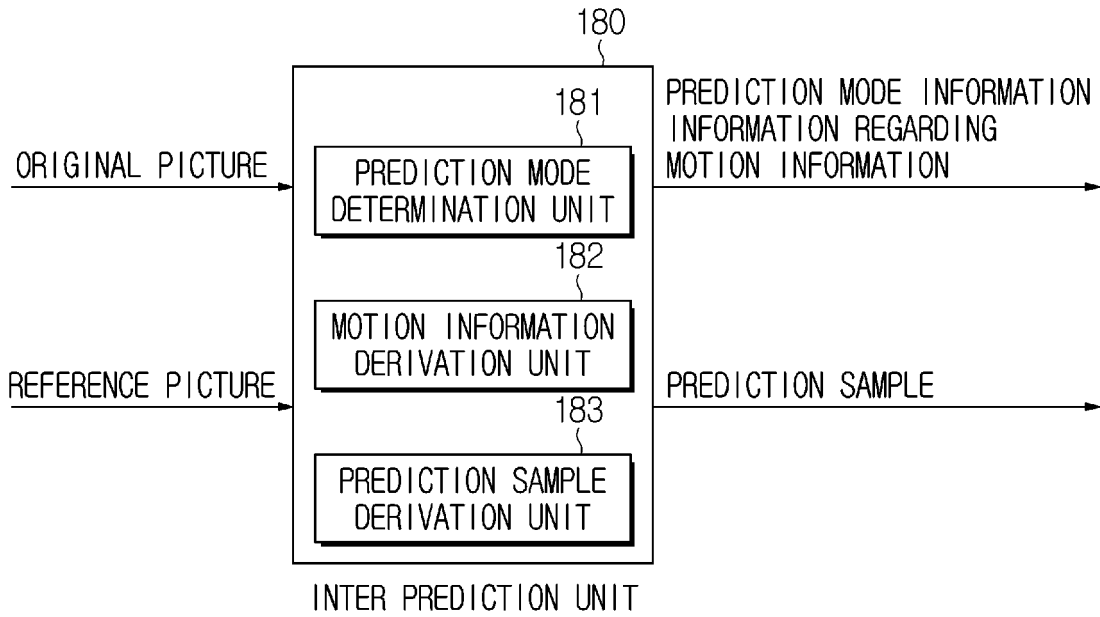 180
PREDICTION MODE INFORMATION
INFORMATION REGARDING
MOTION INFORMATION
ORIGINAL PICTURE
181
PREDICTION MODE
DETERMINATION UNIT
182
MOTION INFORMATION
DERIVATION UNIT
REFERENCE PICTURE
PREDICTION SAMPLE
183
PREDICTION SAMPLE
DERIVATION UNIT
INTER PREDICTION UNIT